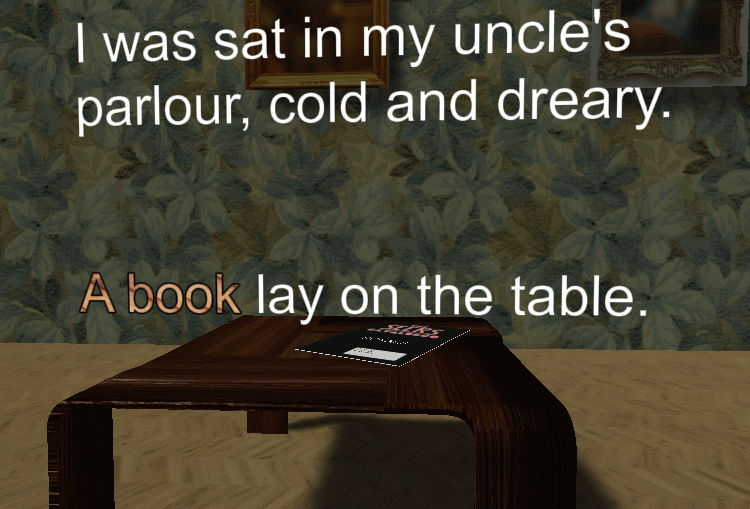 I was sat in my uncle's
parlour, cold and dreary.
A book lay on the table.